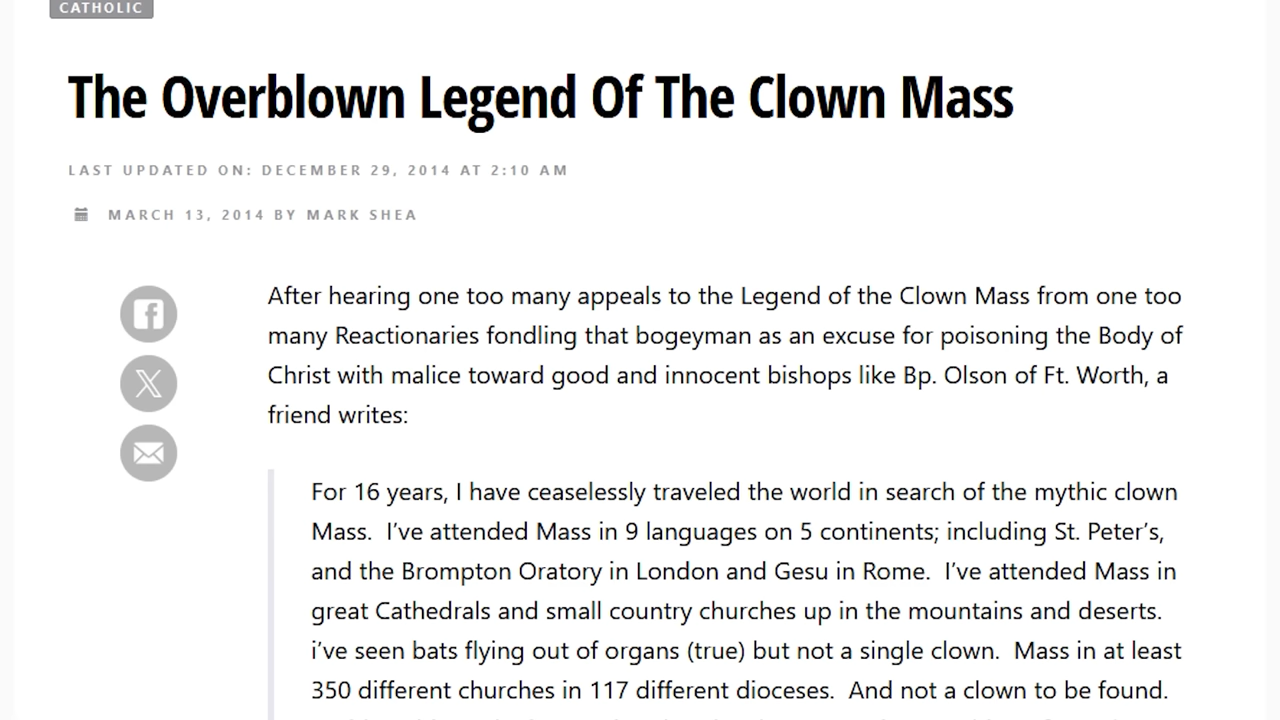 CATHOLIC
The Overblown Legend Of The Clown Mass
LAST UPDATED ON: DECEMBER 29, 2014 AT 2:10 AM
MARCH 13, 2014 BY MARK SHEA
After hearing one too many appeals to the Legend of the Clown Mass from one too
many Reactionaries fondling that bogeyman as an excuse for poisoning the Body of
Christ with malice toward good and innocent bishops like Bp. Olson of Ft. Worth, a
friend writes:
For 16 years, I have ceaselessly traveled the world in search of the mythic clown
Mass.  I’ve attended Mass in 9 languages on 5 continents; including St. Peter’s,
and the Brompton Oratory in London and Gesu in Rome.  I’ve attended Mass in
great Cathedrals and small country churches up in the mountains and deserts.
i’ve seen bats flying out of organs (true) but not a single clown.  Mass in at least
350 different churches in 117 different dioceses.  And not a clown to be found.